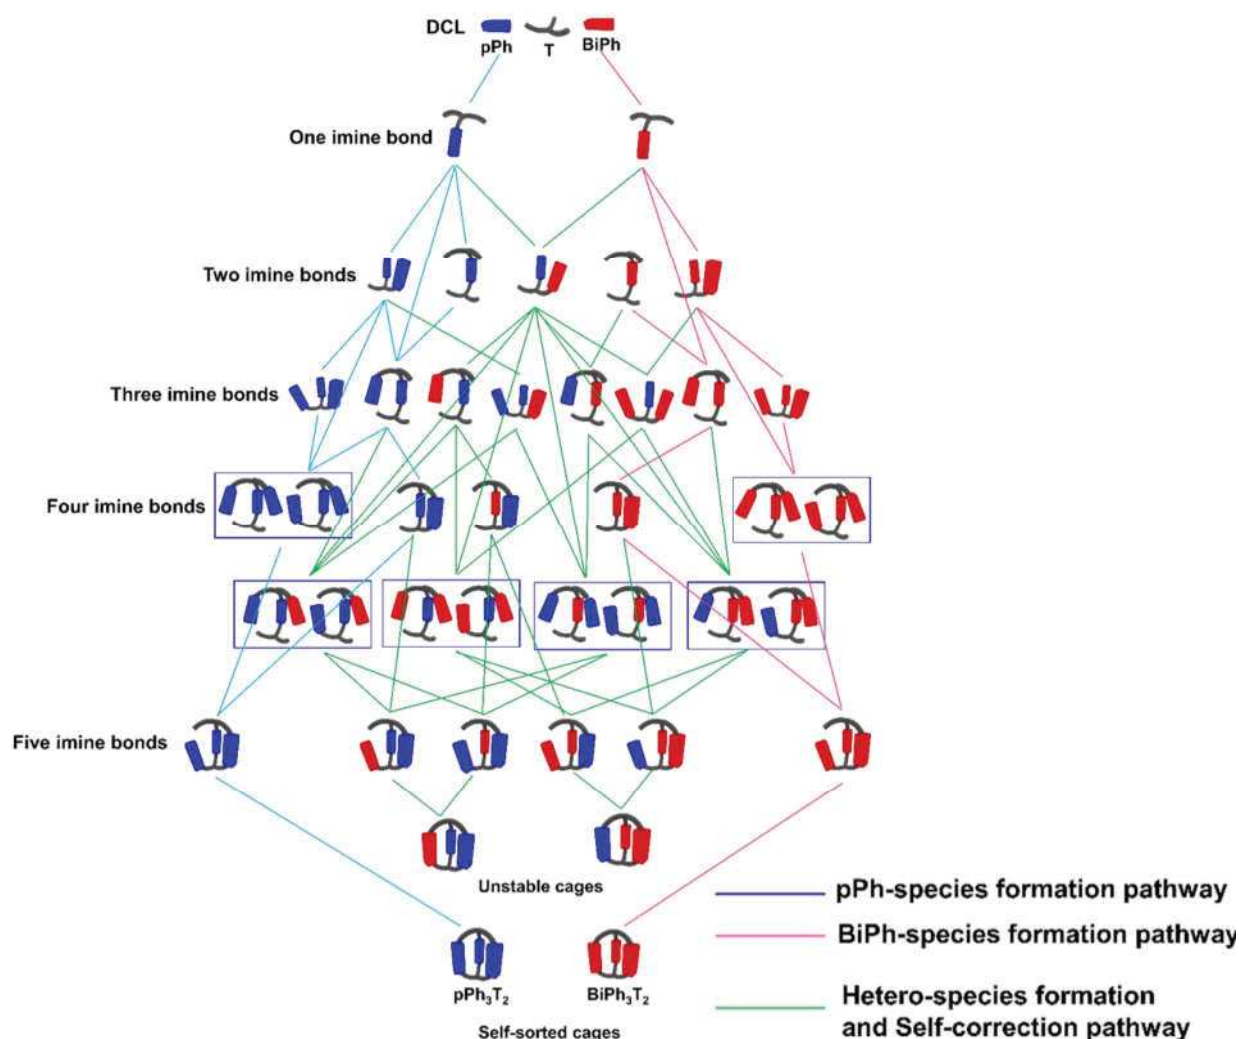 DCL
pPh
T
BiPh
One imine bond
Two imine bonds
Three imine bonds
Four imine bonds
Five imine bonds
Unstable cages
pPh₃T₂
BiPh₃T₂
Self-sorted cages
pPh-species formation pathway
BiPh-species formation pathway
Hetero-species formation
and Self-correction pathway